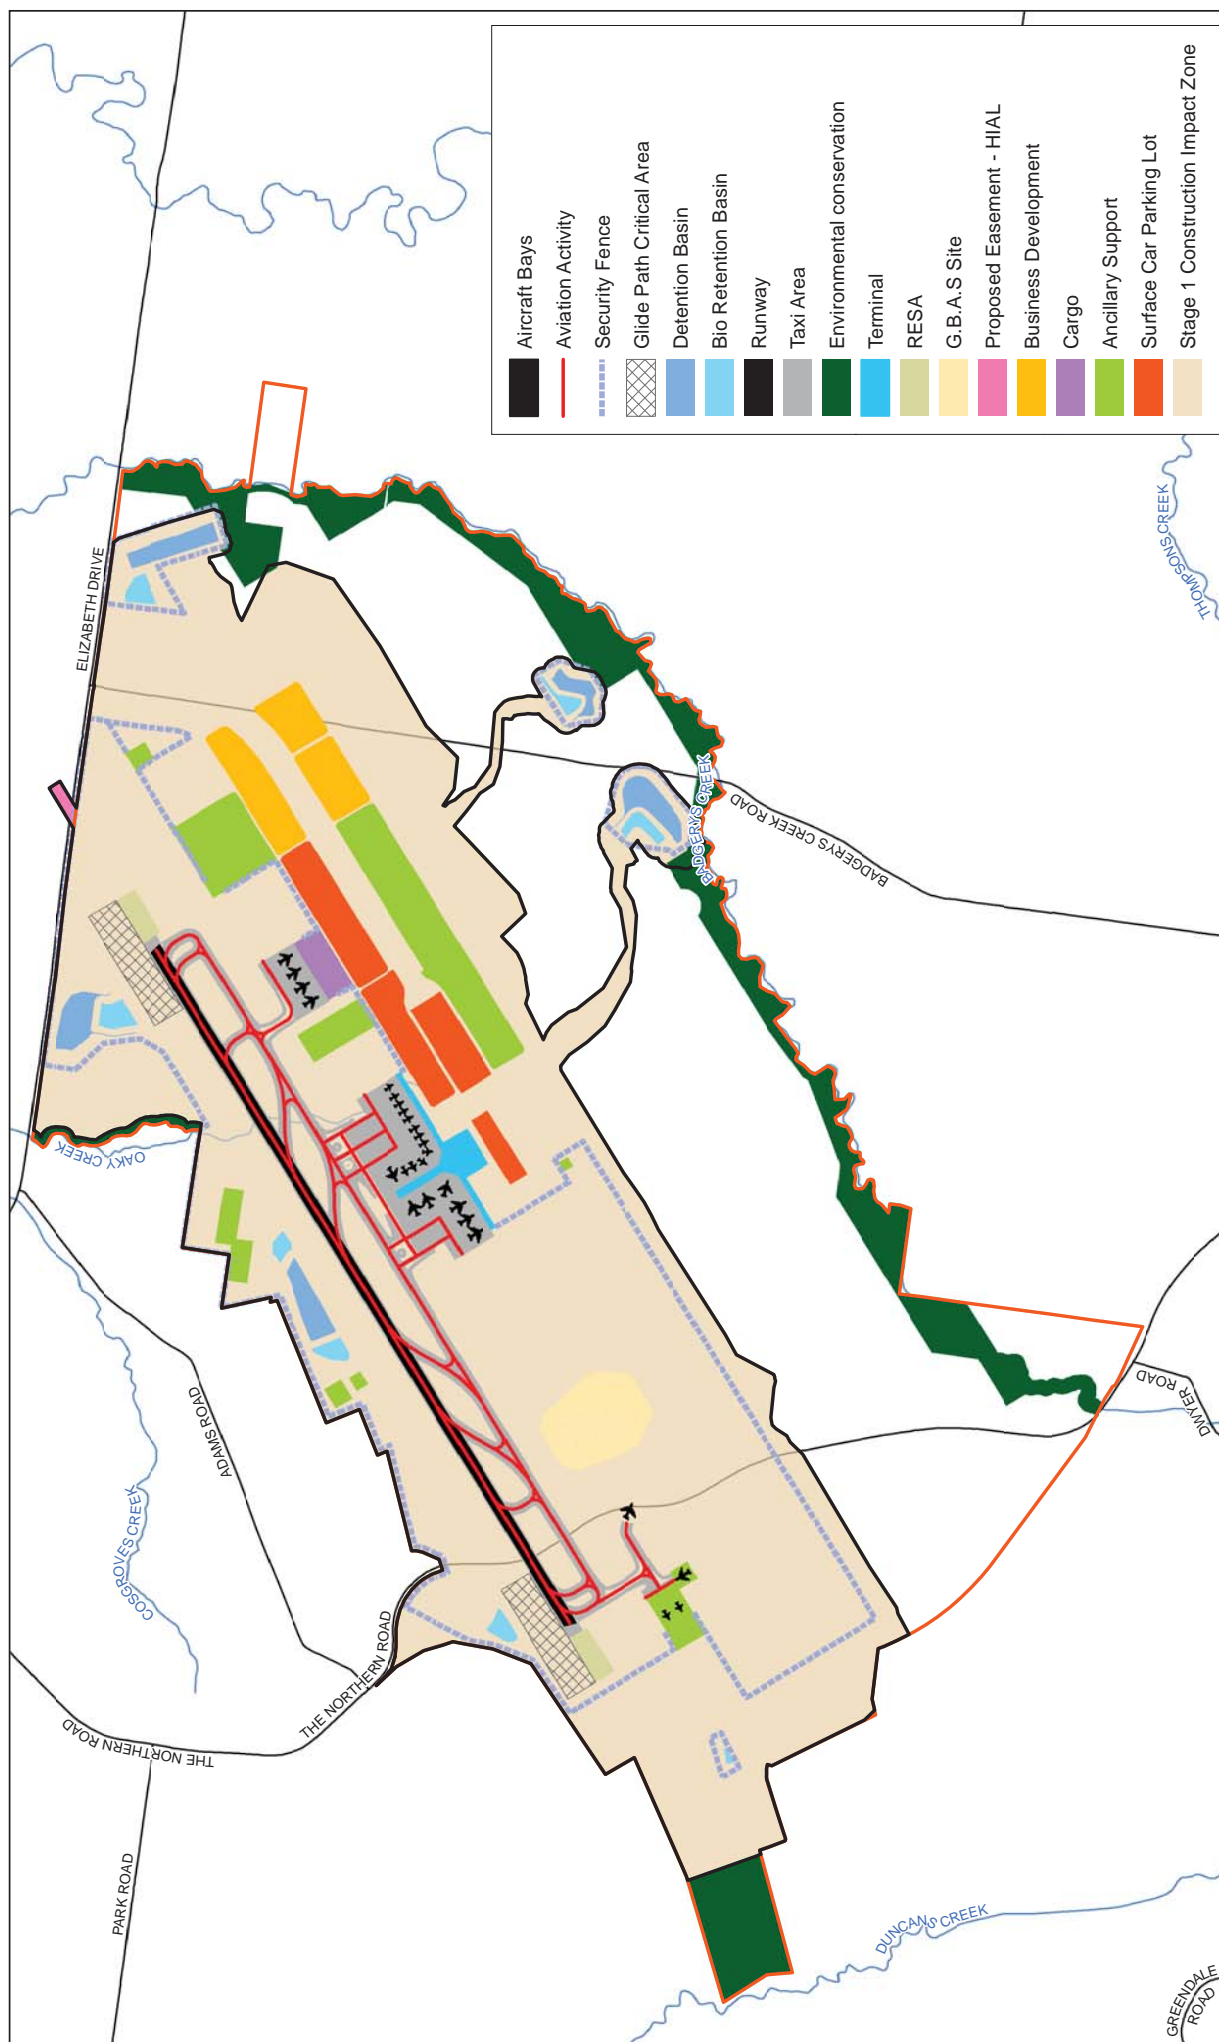 Aircraft Bays
Aviation Activity
Security Fence
Glide Path Critical Area
Detention Basin
Bio Retention Basin
Runway
Taxi Area
Environmental conservation
Terminal
RESA
G.B.A.S Site
Proposed Easement - HIAL
Business Development
Cargo
Ancillary Support
Surface Car Parking Lot
Stage 1 Construction Impact Zone
ELIZABETH DRIVE
THOMPSONS CREEK
BADGERYS CREEK
BADGERYS CREEK ROAD
OAKY CREEK
ADAMS ROAD
COSGROVES CREEK
THE NORTHERN ROAD
THE NORTHERN ROAD
PARK ROAD
DWYER ROAD
DUNCANS CREEK
GREENDALE
ROAD